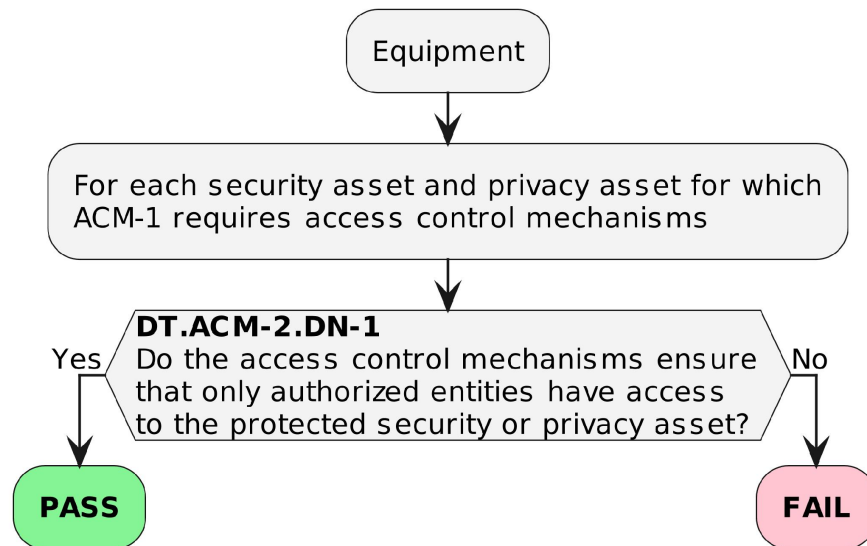 Equipment
For each security asset and privacy asset for which
ACM-1 requires access control mechanisms
DT.ACM-2.DN-1
Do the access control mechanisms ensure
that only authorized entities have access
to the protected security or privacy asset?
Yes
No
PASS
FAIL